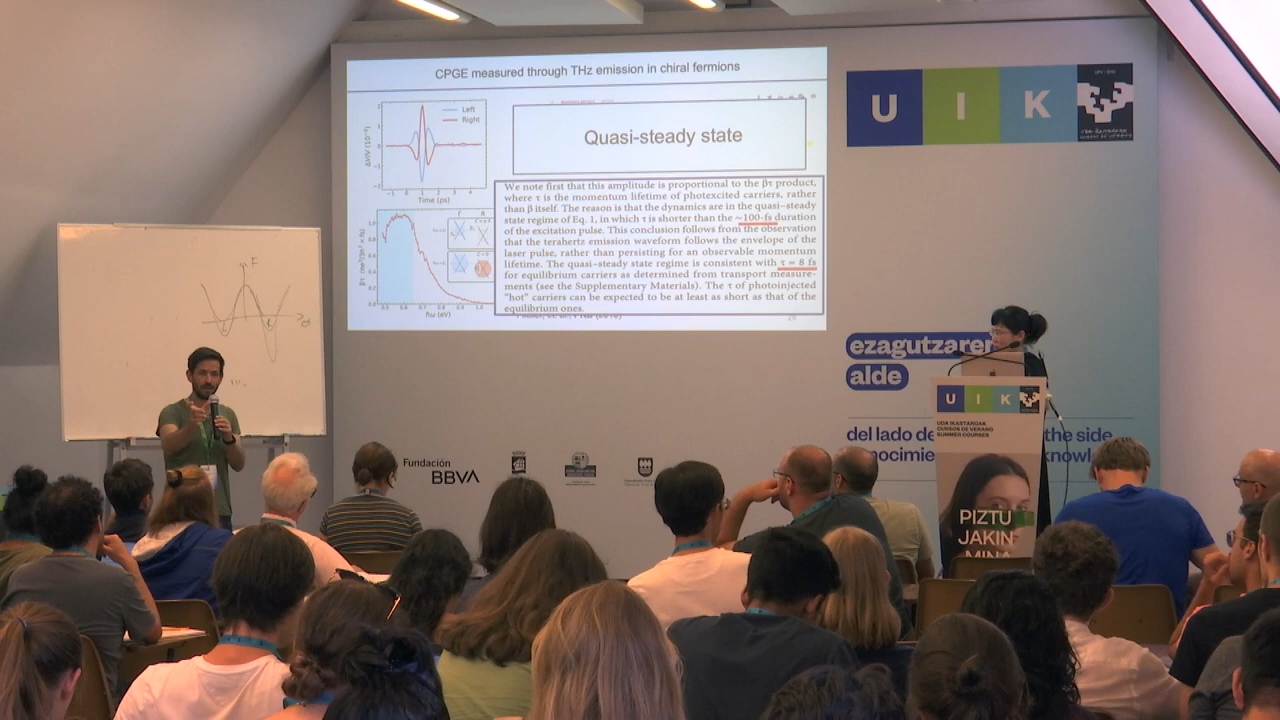 CPGE measured through THz emission in chiral fermions
Left
Right
Time (ps)
ħω (eV)
Quasi-steady state
We note first that this amplitude is proportional to the βτ product,
where τ is the momentum lifetime of photexcited carriers, rather
than β itself. The reason is that the dynamics are in the quasi-steady
state regime of Eq. 1, in which τ is shorter than the ~100-fs duration
of the excitation pulse. This conclusion follows from the observation
that the terahertz emission waveform follows the envelope of the
laser pulse, rather than persisting for an observable momentum
lifetime. The quasi-steady state regime is consistent with τ = 8 fs
for equilibrium carriers as determined from transport measure-
ments (see the Supplementary Materials). The τ of photoinjected
"hot" carriers can be expected to be at least as short as that of the
equilibrium ones.
F
U I K
ezagutzaren
alde
del lado de
the side
Fundación
BBVA
U I K
UDA IKASTAROAK
CURSOS DE VERANO
SUMMER COURSES
PIZTU
JAKIN
MINA